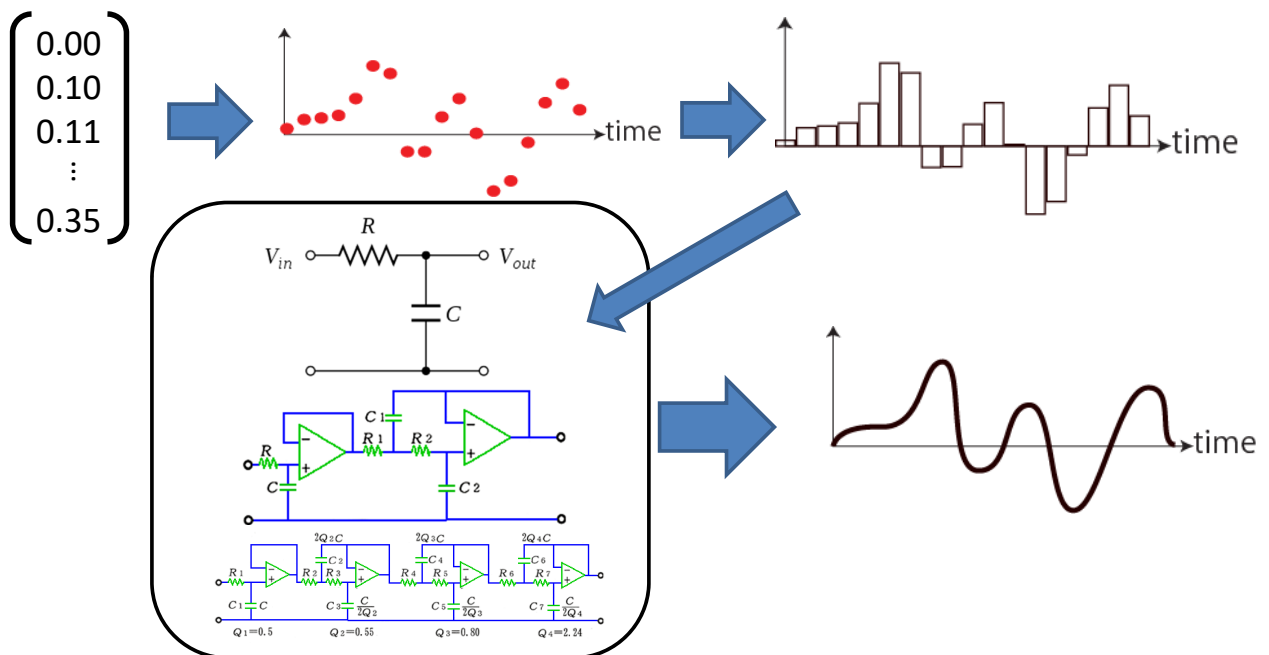 0.00
0.10
0.11
⋮
0.35
time
time
R
V_in
V_out
C
C1
R
R1
R2
C
C2
2Q₂C
2Q₃C
2Q₄C
C2
C4
C6
R1
R2
R3
R4
R5
R6
R7
C1 C
C3 C/2Q₂
C5 C/2Q₃
C7 C/2Q₄
Q₁=0.5
Q₂=0.55
Q₃=0.80
Q₄=2.24
time